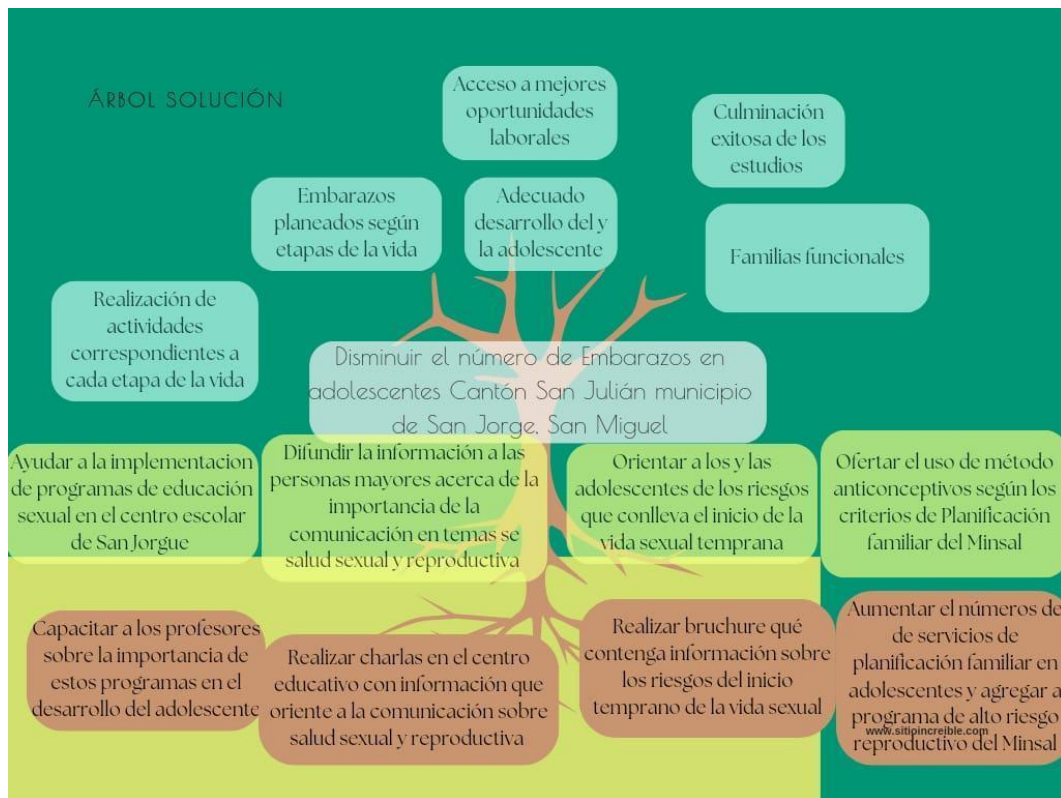 ÁRBOL SOLUCIÓN
Acceso a mejores
oportunidades
laborales
Culminación
exitosa de los
estudios
Embarazos
planeados según
etapas de la vida
Adecuado
desarrollo del y
la adolescente
Familias funcionales
Realización de
actividades
correspondientes a
cada etapa de la vida
Disminuir el número de Embarazos en
adolescentes Cantón San Julián municipio
de San Jorge, San Miguel
Ayudar a la implementacion
de programas de educación
sexual en el centro escolar
de San Jorgue
Difundir la información a las
personas mayores acerca de la
importancia de la
comunicación en temas se
salud sexual y reproductiva
Orientar a los y las
adolescentes de los riesgos
que conlleva el inicio de la
vida sexual temprana
Ofertar el uso de método
anticonceptivos según los
criterios de Planificación
familiar del Minsal
Capacitar a los profesores
sobre la importancia de
estos programas en el
desarrollo del adolescente
Realizar charlas en el centro
educativo con información que
oriente a la comunicación sobre
salud sexual y reproductiva
Realizar bruchure qué
contenga información sobre
los riesgos del inicio
temprano de la vida sexual
Aumentar el números de
de servicios de
planificación familiar en
adolescentes y agregar a
programa de alto riesgo
www.sitioincreible.com
reproductivo del Minsal